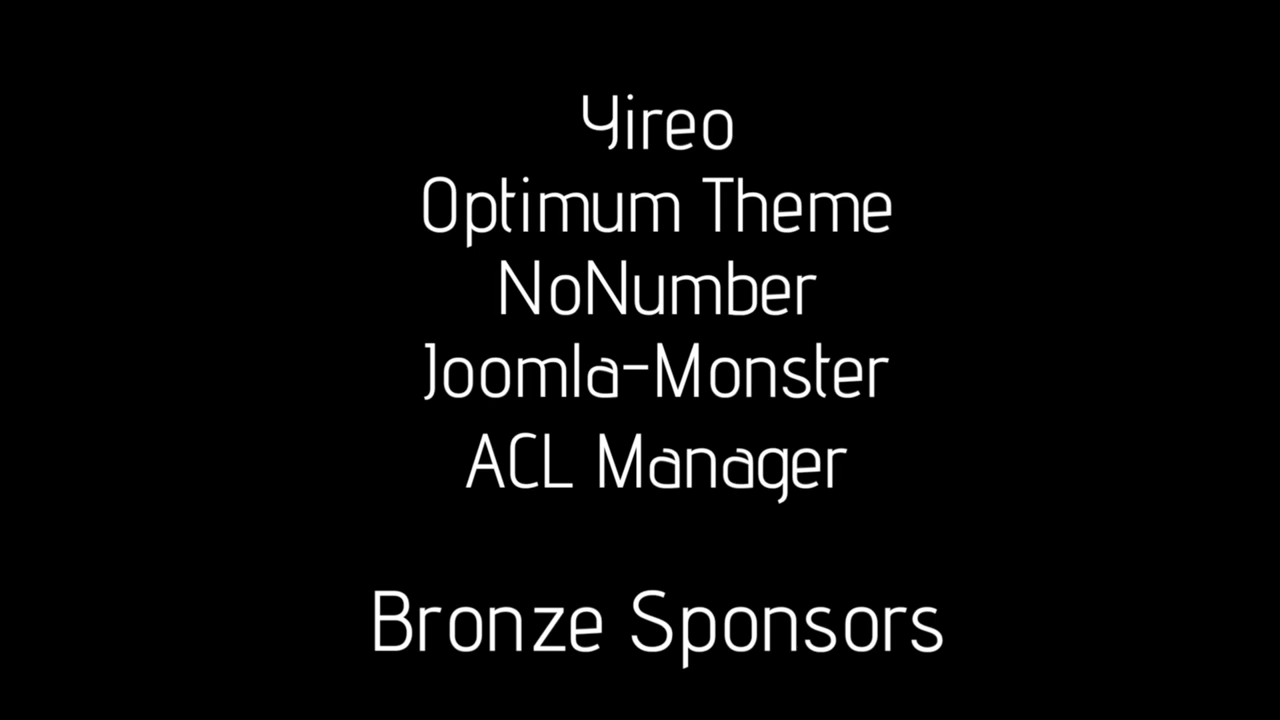 Yireo
Optimum Theme
NoNumber
Joomla-Monster
ACL Manager
Bronze Sponsors